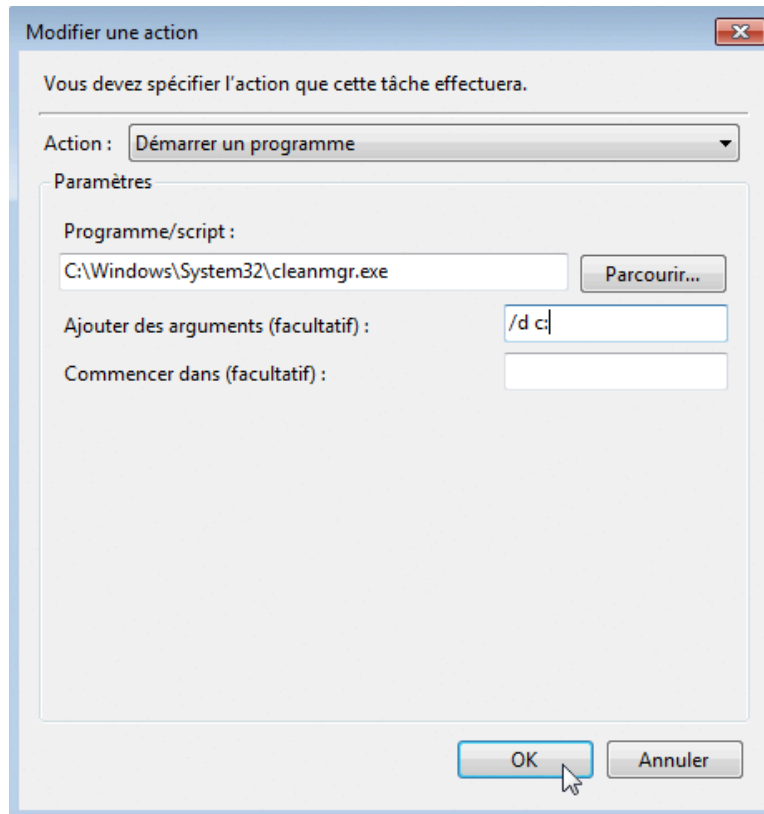 Modifier une action
Vous devez spécifier l'action que cette tâche effectuera.
Action : Démarrer un programme
Paramètres
Programme/script :
C:\Windows\System32\cleanmgr.exe Parcourir...
Ajouter des arguments (facultatif) : /d c:
Commencer dans (facultatif) :
OK Annuler